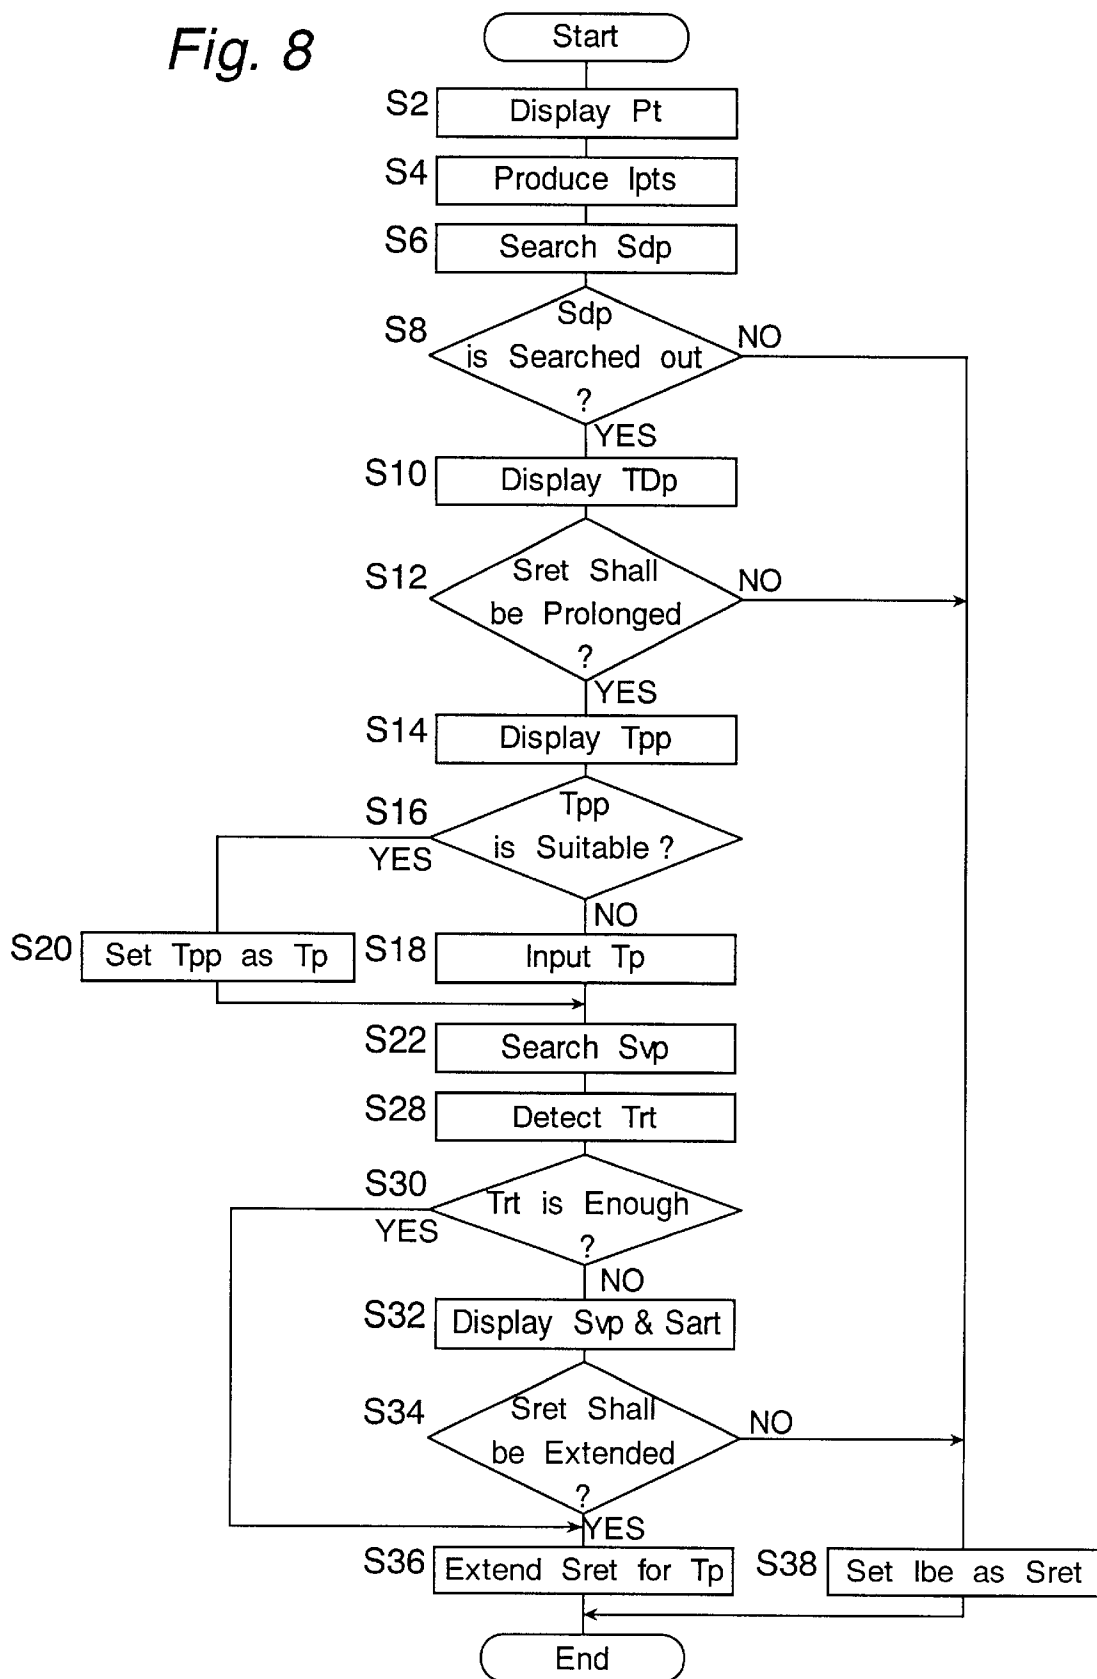 Fig. 8
Start
S2
Display Pt
S4
Produce Ipts
S6
Search Sdp
S8
Sdp
is Searched out
?
NO
YES
S10
Display TDp
S12
Sret Shall
be Prolonged
?
NO
YES
S14
Display Tpp
S16
Tpp
is Suitable ?
YES
NO
S20
Set Tpp as Tp
S18
Input Tp
S22
Search Svp
S28
Detect Trt
S30
Trt is Enough
?
YES
NO
S32
Display Svp & Sart
S34
Sret Shall
be Extended
?
NO
YES
S36
Extend Sret for Tp
S38
Set Ibe as Sret
End